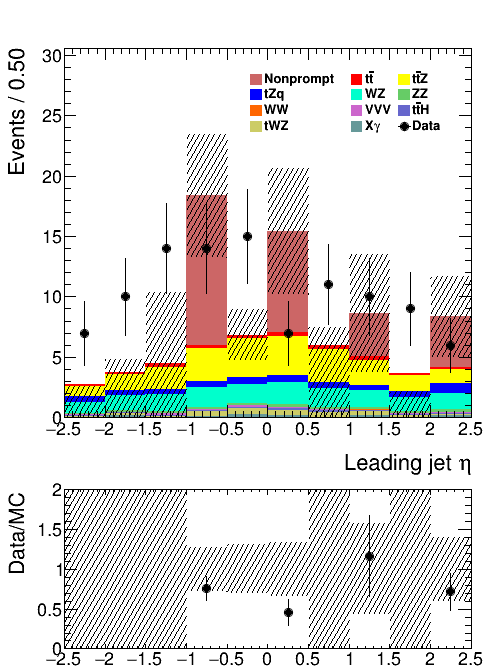 Events / 0.50
30
25
20
15
10
5
0
Nonprompt tt̄ tt̄Z
tZq WZ ZZ
WW VVV tt̄H
tWZ Xγ Data
−2.5 −2 −1.5 −1 −0.5 0 0.5 1 1.5 2 2.5
Leading jet η
Data/MC
2
1.5
1
0.5
0
−2.5 −2 −1.5 −1 −0.5 0 0.5 1 1.5 2 2.5